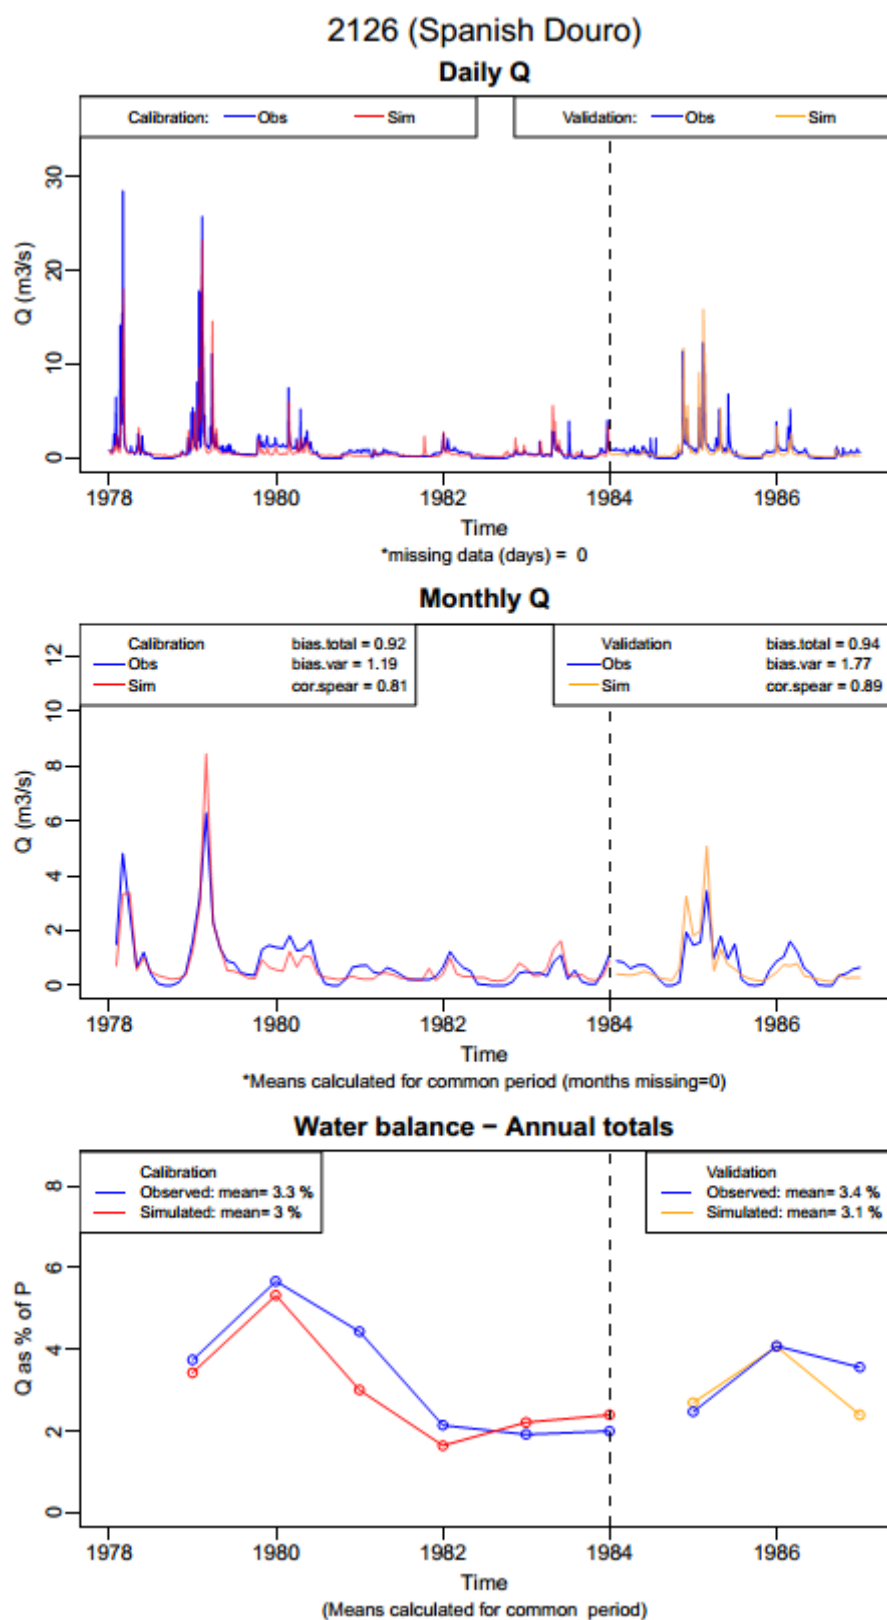 2126 (Spanish Douro)
Daily Q
Calibration: Obs Sim Validation: Obs Sim
30
20
10
0
Q (m3/s)
1978 1980 1982 1984 1986
Time
*missing data (days) = 0
Monthly Q
Calibration bias.total = 0.92 Validation bias.total = 0.94
Obs bias.var = 1.19 Obs bias.var = 1.77
Sim cor.spear = 0.81 Sim cor.spear = 0.89
12
10
8
6
4
2
0
Q (m3/s)
1978 1980 1982 1984 1986
Time
*Means calculated for common period (months missing=0)
Water balance − Annual totals
Calibration Validation
Observed: mean= 3.3 % Observed: mean= 3.4 %
Simulated: mean= 3 % Simulated: mean= 3.1 %
8
6
4
2
0
Q as % of P
1978 1980 1982 1984 1986
Time
(Means calculated for common period)